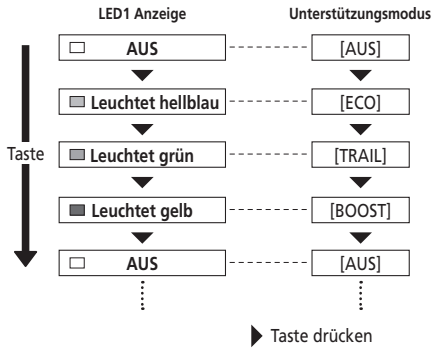 LED1 Anzeige Unterstützungsmodus
AUS [AUS]
Leuchtet hellblau [ECO]
Taste Leuchtet grün [TRAIL]
Leuchtet gelb [BOOST]
AUS [AUS]
Taste drücken